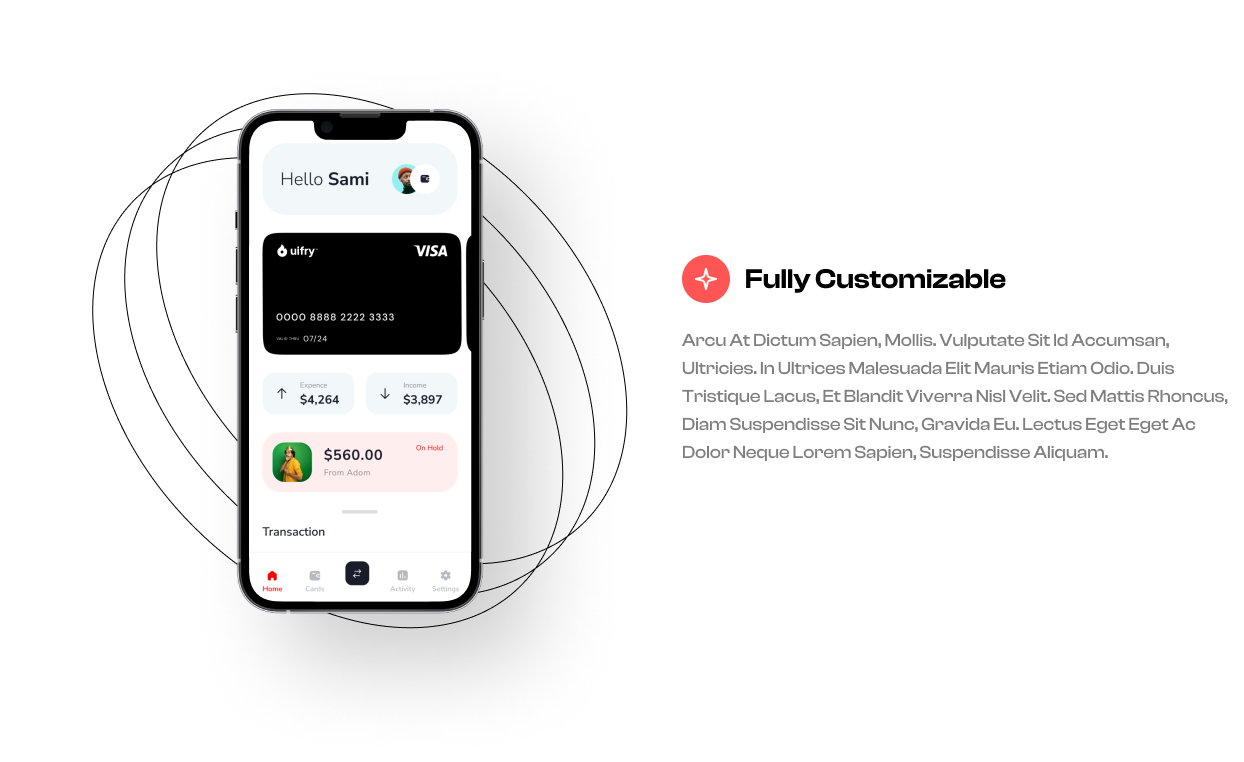 Hello Sami
uifry™
VISA
0000 8888 2222 3333
VALID THRU 07/24
Expence
$4,264
Income
$3,897
$560.00
On Hold
From Adom
Transaction
Home
Cards
Activity
Settings
Fully Customizable
Arcu At Dictum Sapien, Mollis. Vulputate Sit Id Accumsan,
Ultricies. In Ultrices Malesuada Elit Mauris Etiam Odio. Duis
Tristique Lacus, Et Blandit Viverra Nisl Velit. Sed Mattis Rhoncus,
Diam Suspendisse Sit Nunc, Gravida Eu. Lectus Eget Eget Ac
Dolor Neque Lorem Sapien, Suspendisse Aliquam.